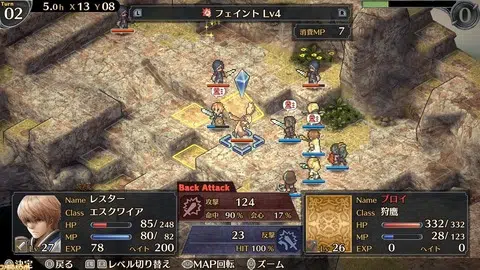 Turn
02
5.0h X13 Y08
L フェイント Lv4 R
消費MP 7
0
Back Attack
Name レスター
Class エスクワイア
HP 85/248
MP 80/82
EXP 78 ヘイト 200
Lv.27
攻撃 124
命中 90% 会心 17%
23 反撃
HIT 100%
Name ブロイ
Class 狩鷹
HP 332/332
MP 28/123
EXP 0 ヘイト 0
Lv.26
決定 戻る レベル切り替え MAP回転 ズーム